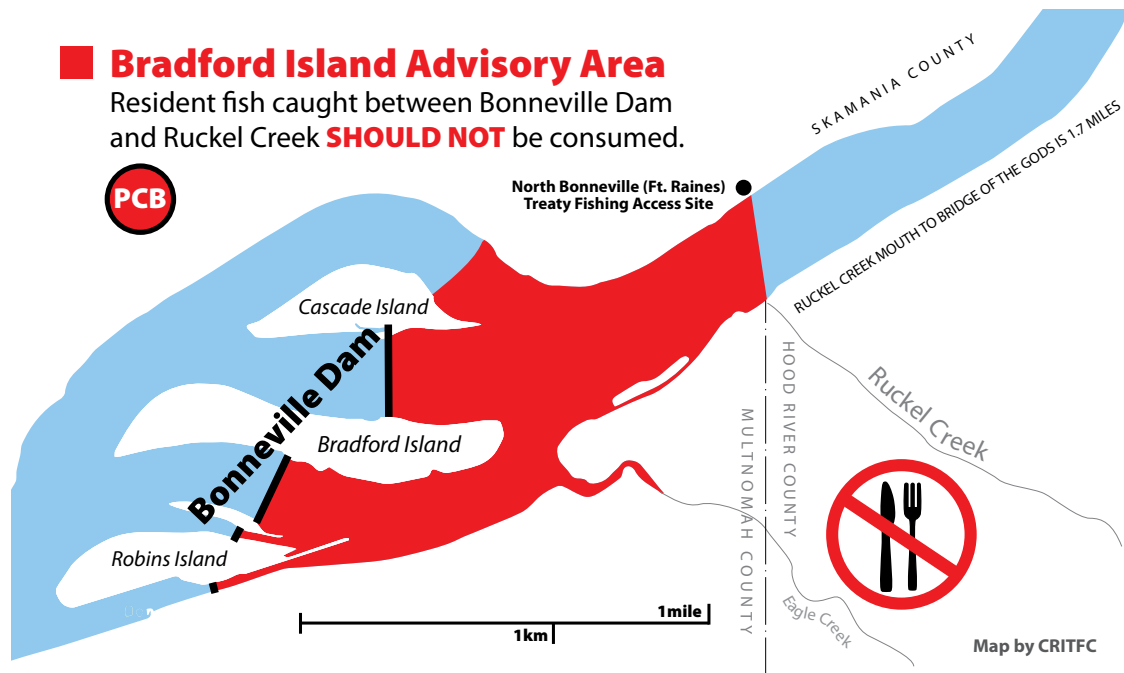 Bradford Island Advisory Area
Resident fish caught between Bonneville Dam
and Ruckel Creek SHOULD NOT be consumed.
PCB
SKAMANIA COUNTY
North Bonneville (Ft. Raines)
Treaty Fishing Access Site
RUCKEL CREEK MOUTH TO BRIDGE OF THE GODS IS 1.7 MILES
Cascade Island
Bonneville Dam
Bradford Island
Robins Island
HOOD RIVER COUNTY
MULTNOMAH COUNTY
Ruckel Creek
Eagle Creek
1mile
1km
Map by CRITFC